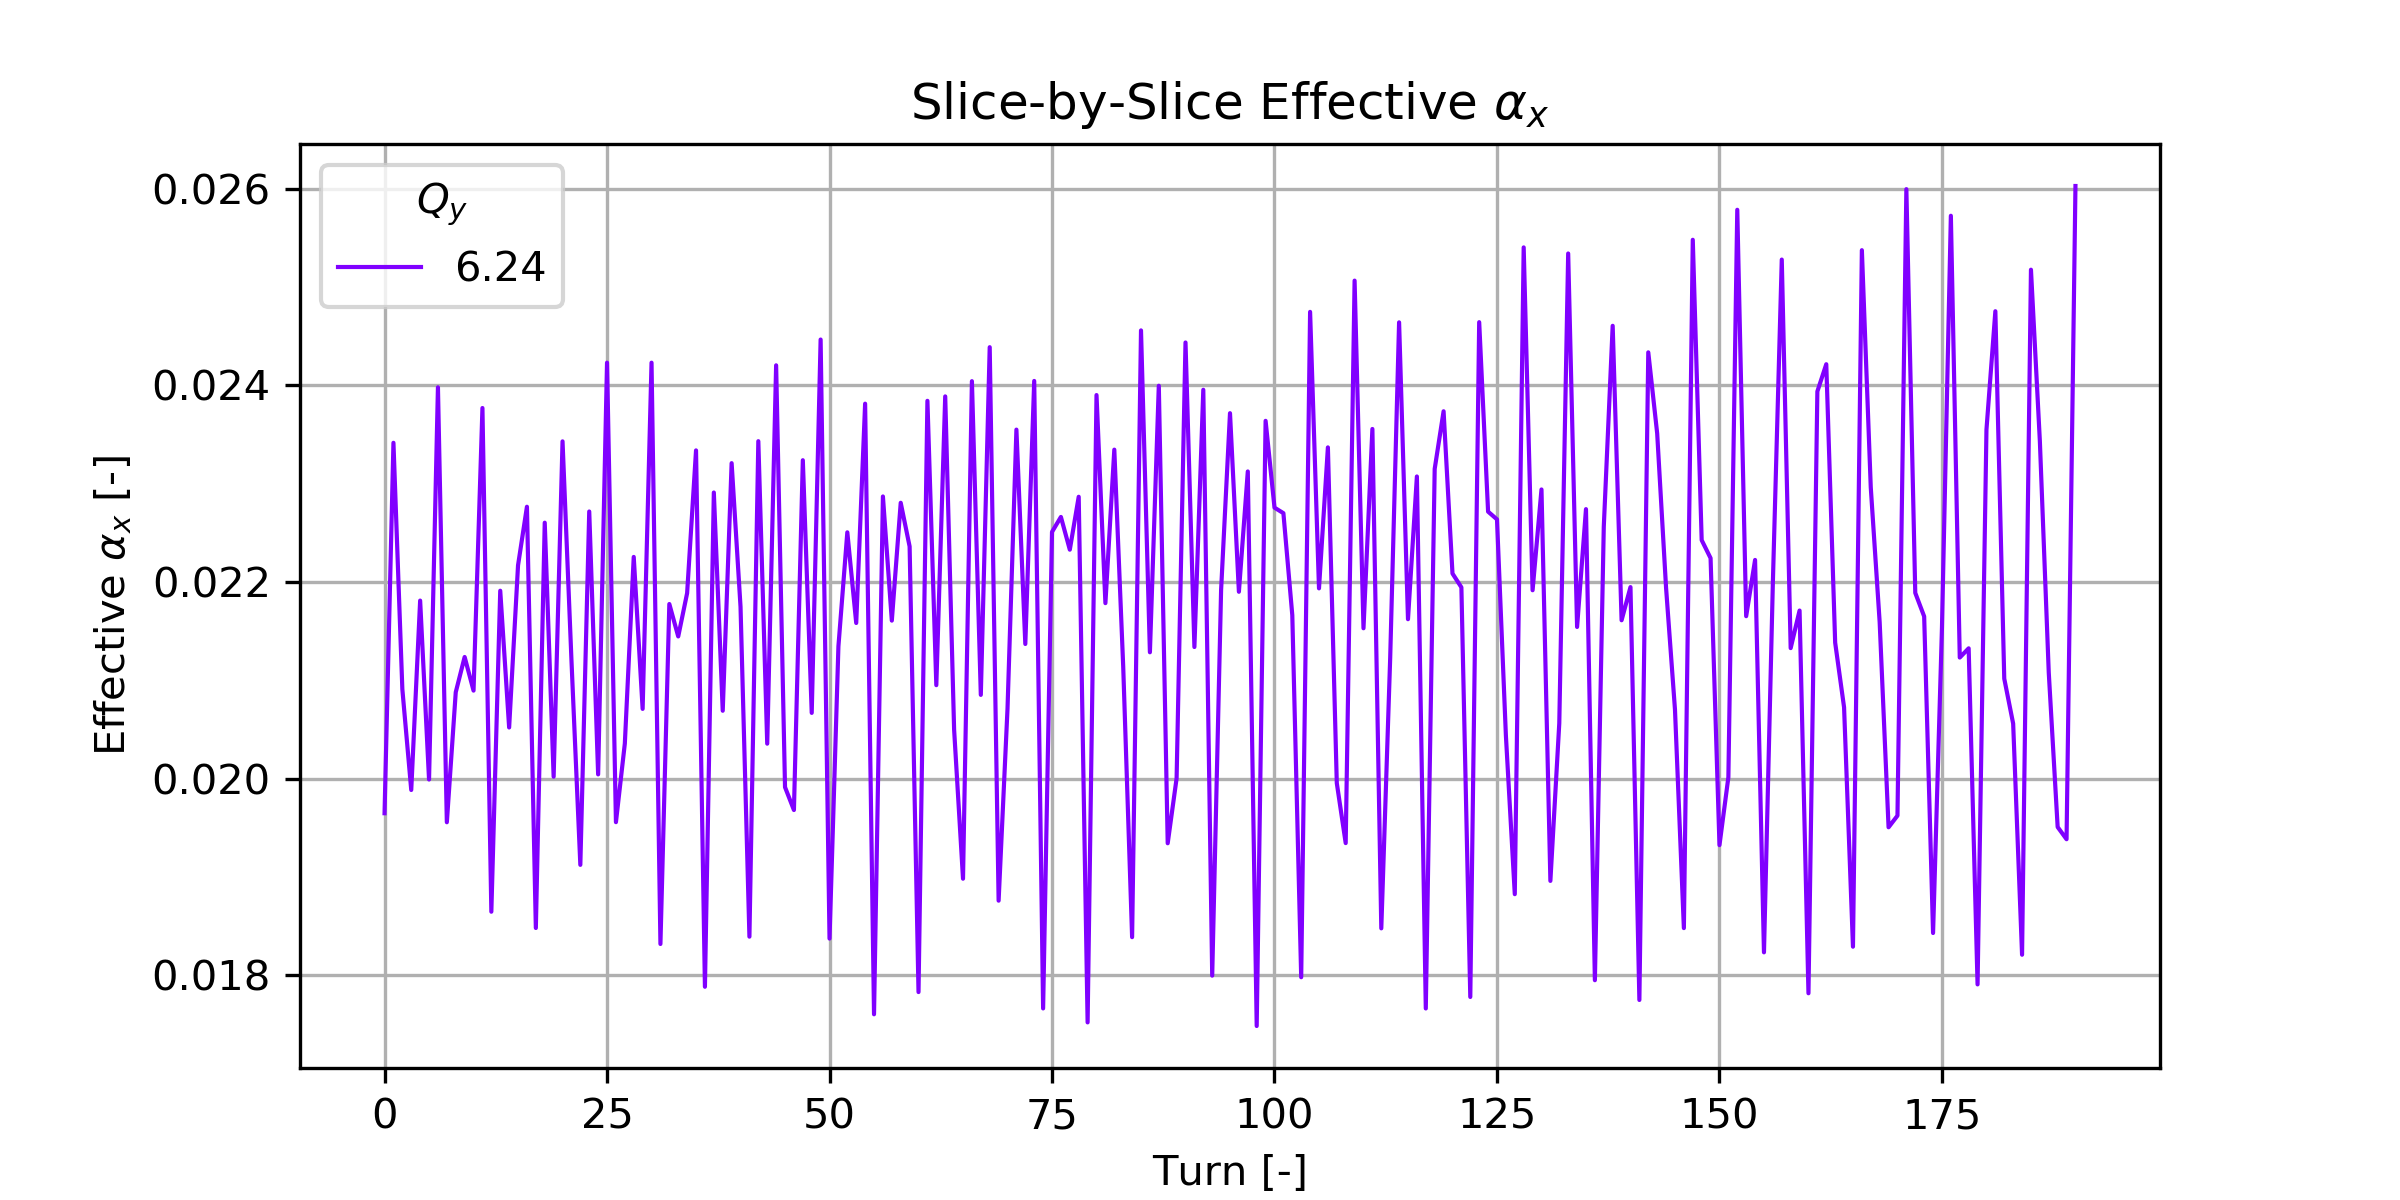 Slice-by-Slice Effective αₓ
Q_y
6.24
Effective αₓ [-]
0.026
0.024
0.022
0.020
0.018
0 25 50 75 100 125 150 175
Turn [-]